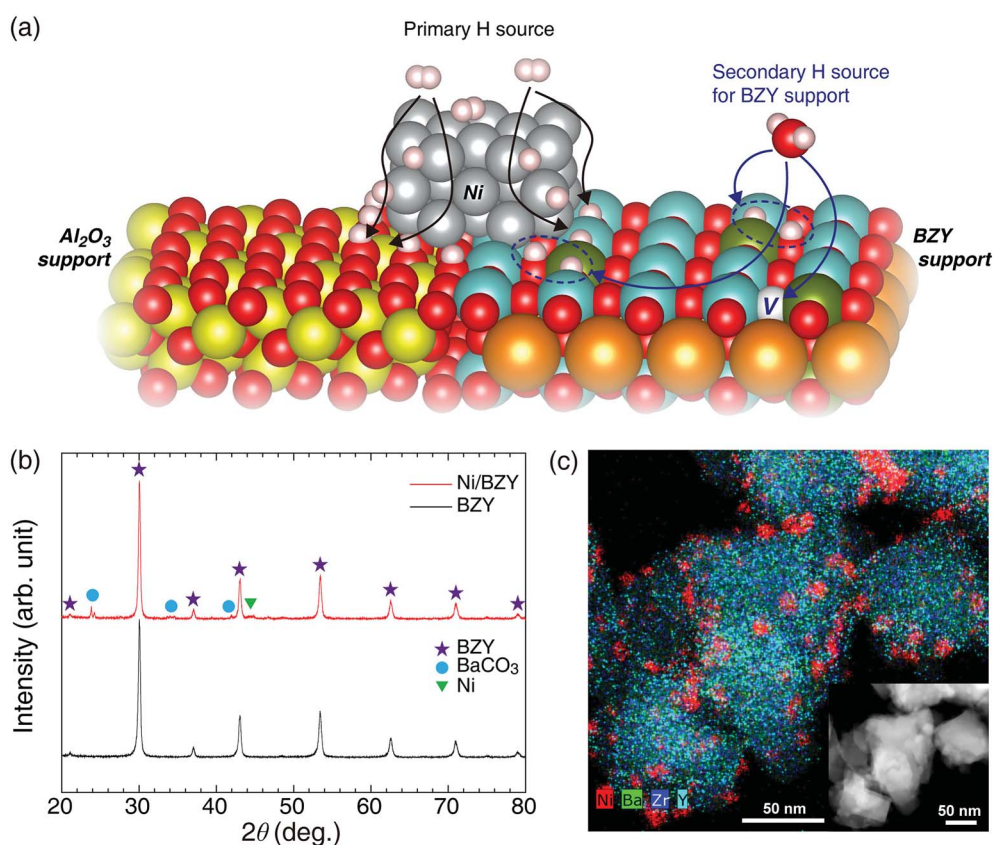 (a)
Primary H source
Secondary H source
for BZY support
Ni
Al₂O₃
support
BZY
support
V
(b)
Intensity (arb. unit)
Ni/BZY
BZY
BZY
BaCO₃
Ni
20 30 40 50 60 70 80
2θ (deg.)
(c)
Ni Ba Zr Y
50 nm
50 nm